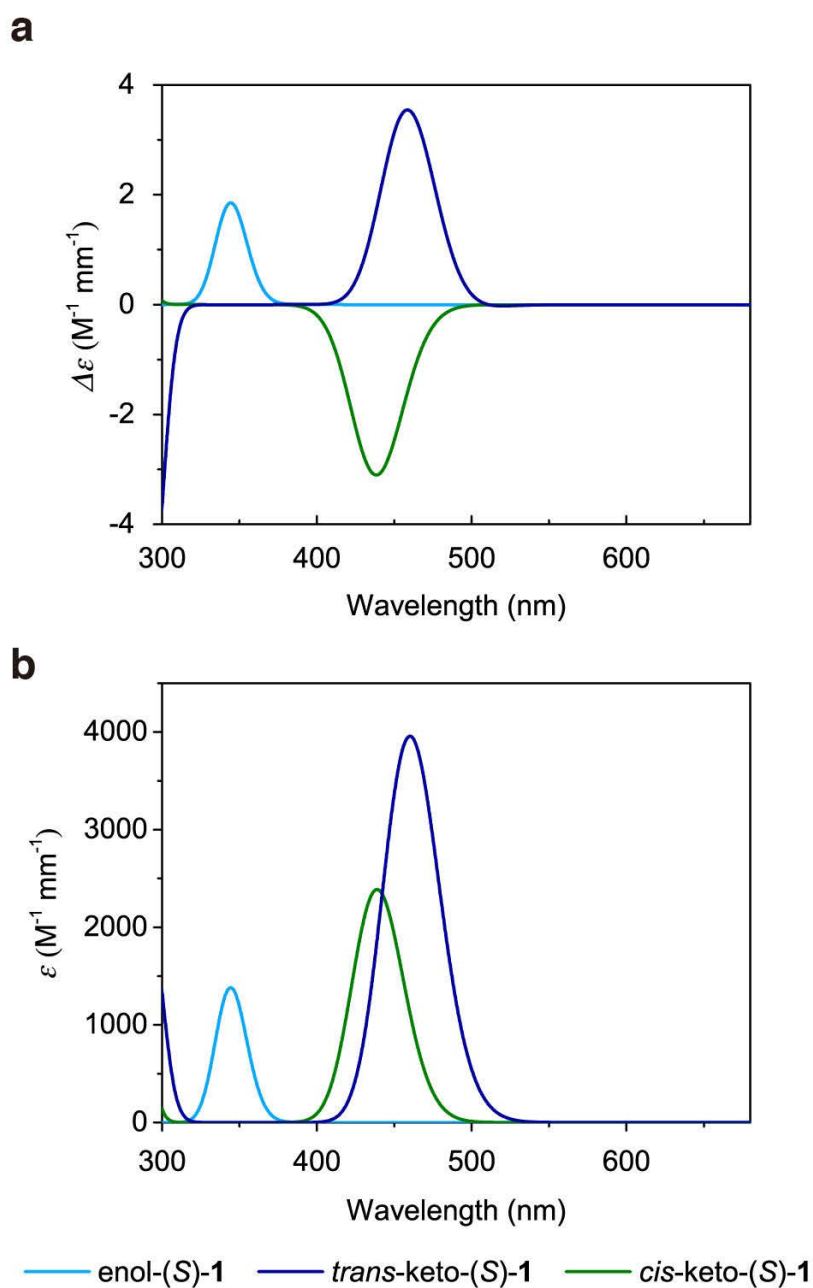 a
4
2
0
-2
-4
Δε (M⁻¹ mm⁻¹)
300 400 500 600
Wavelength (nm)
b
4000
3000
2000
1000
0
ε (M⁻¹ mm⁻¹)
300 400 500 600
Wavelength (nm)
enol-(S)-1 trans-keto-(S)-1 cis-keto-(S)-1